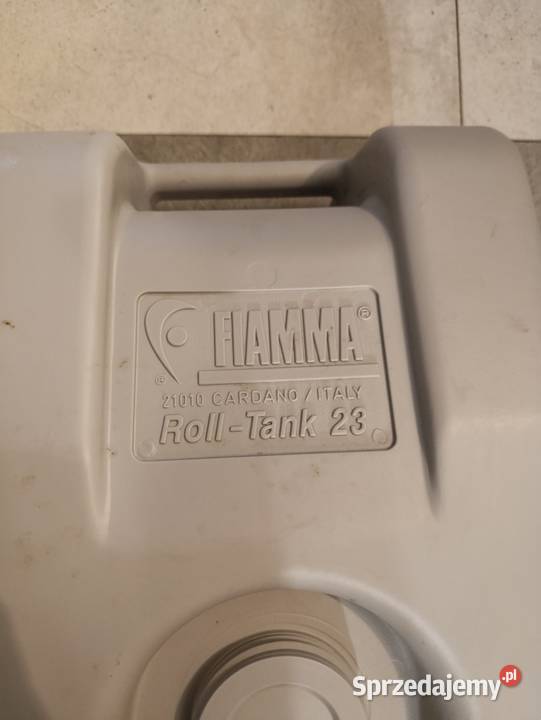 FIAMMA®
©
21010 CARDANO / ITALY
Roll-Tank 23
Sprzedajemy.pl